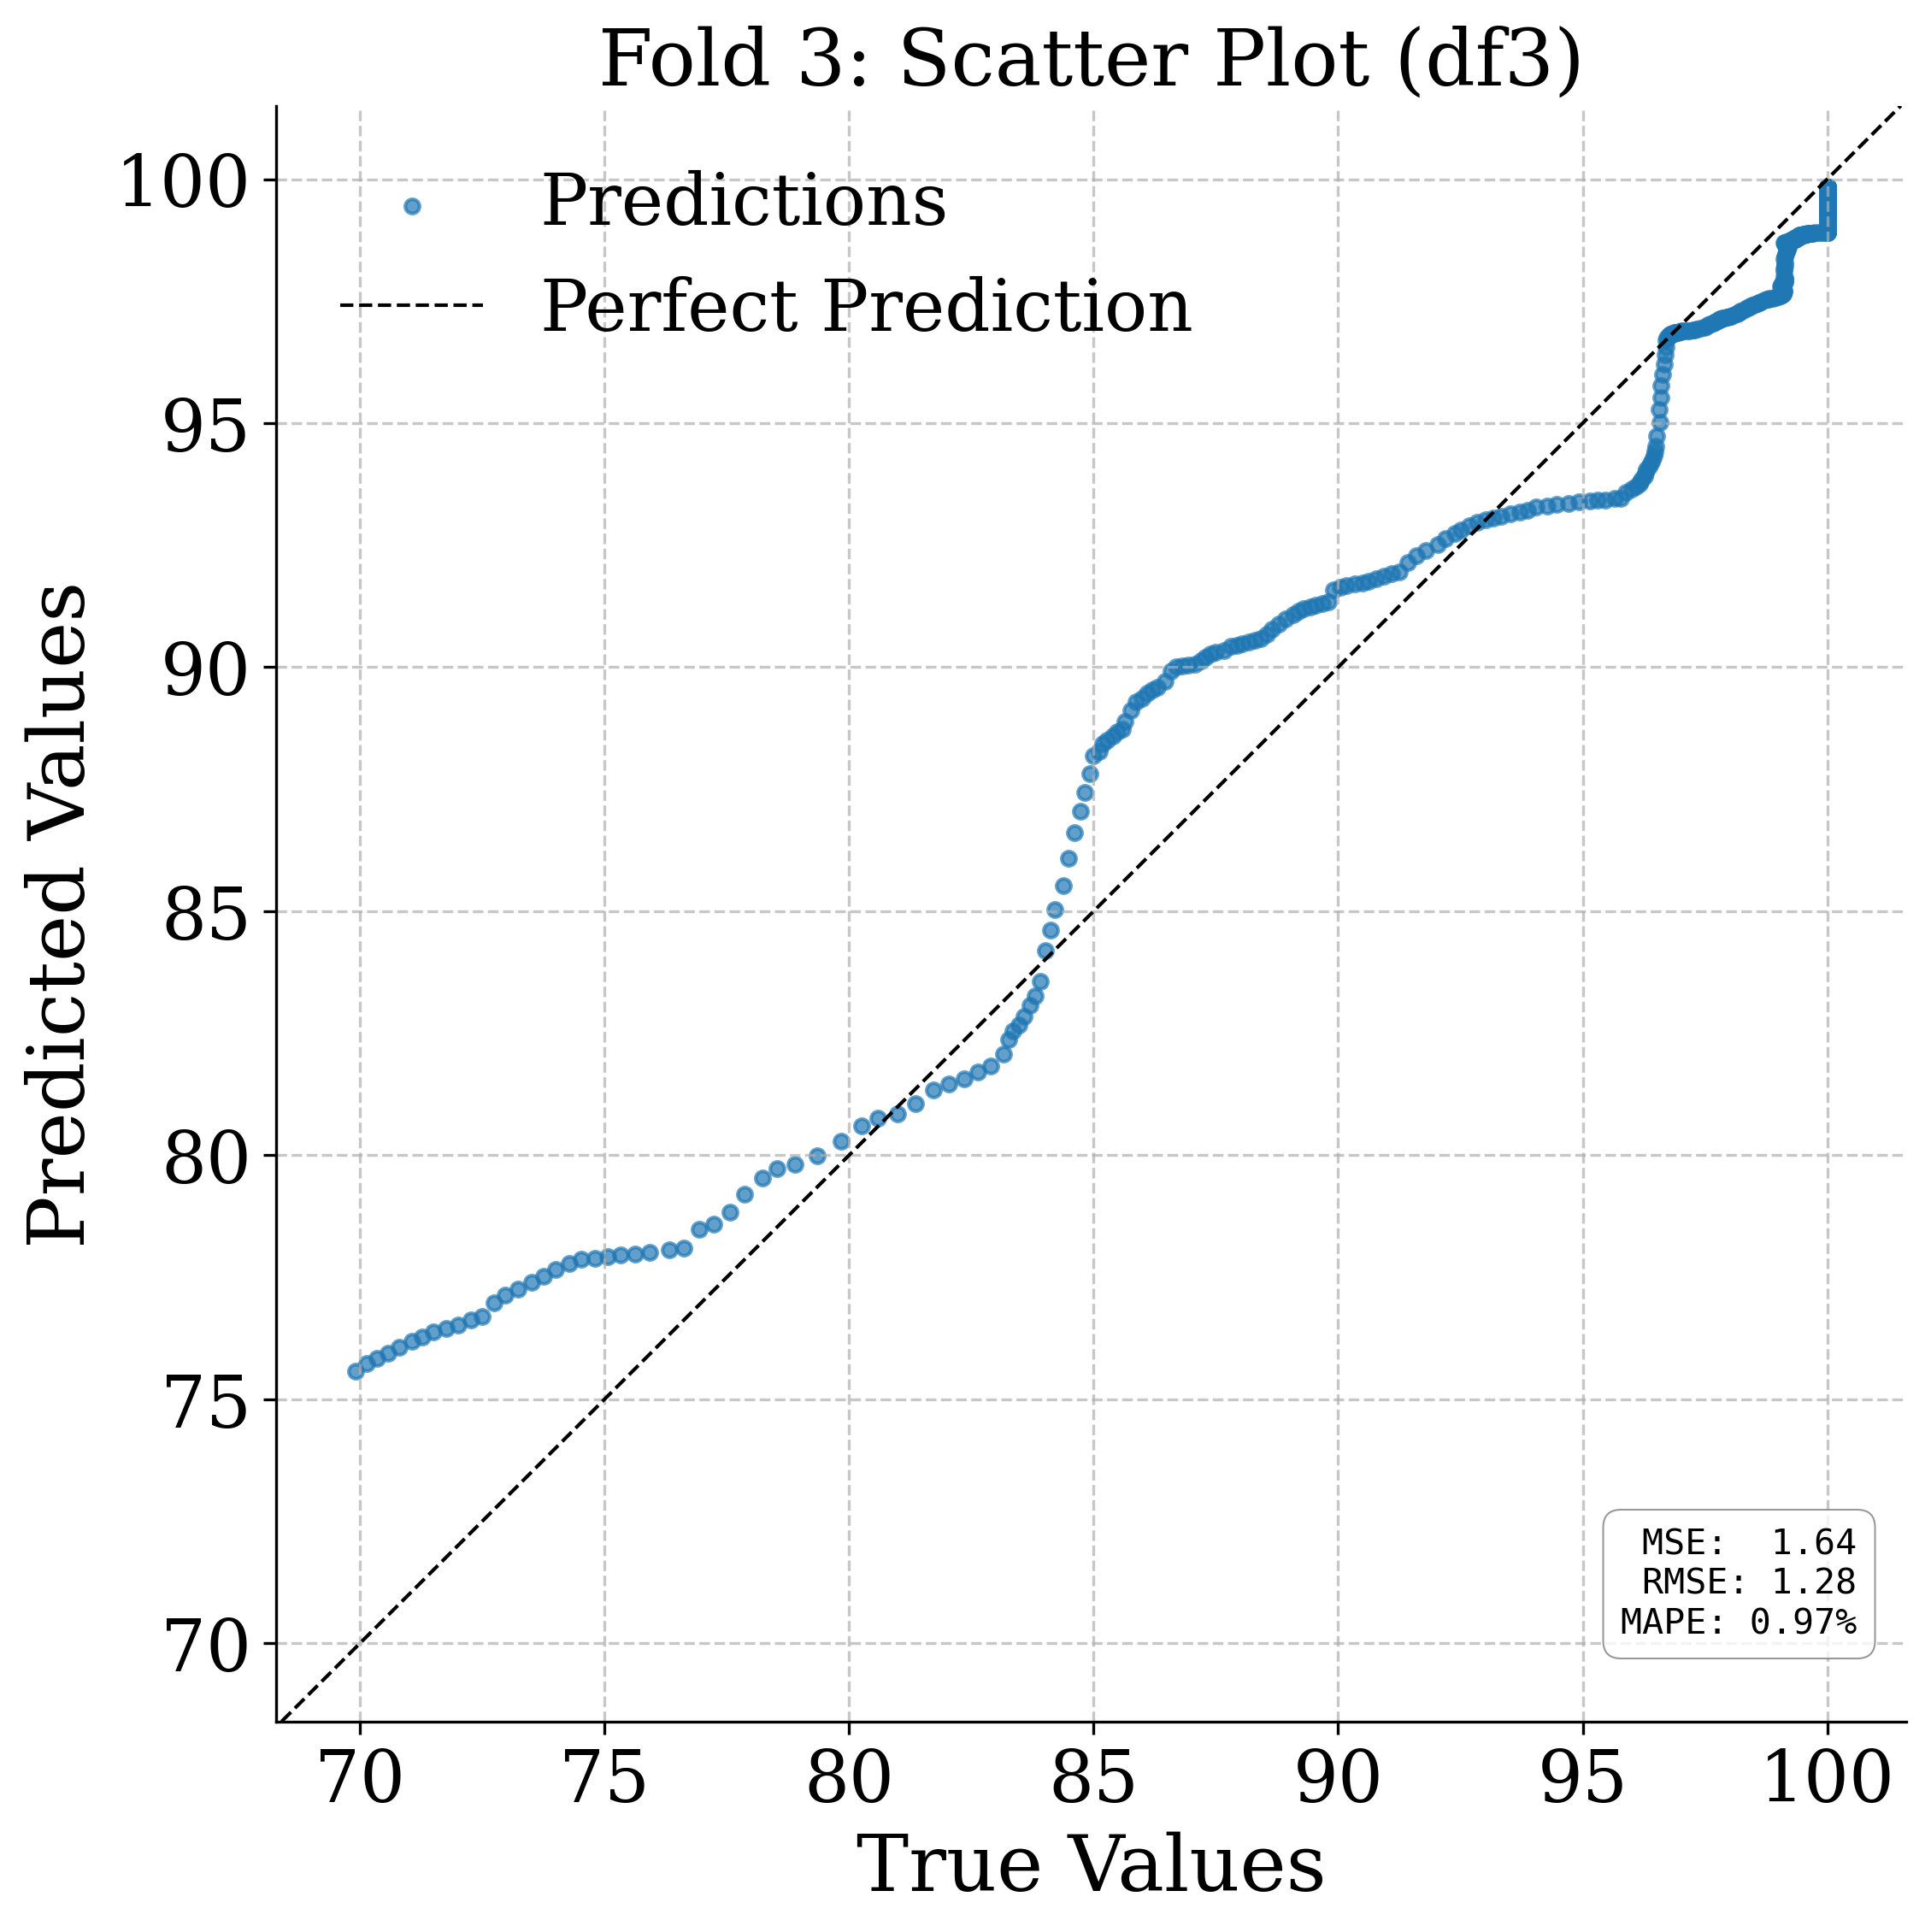 Fold 3: Scatter Plot (df3)
Predictions
Perfect Prediction
100
95
90
85
80
75
70
Predicted Values
MSE:  1.64
RMSE: 1.28
MAPE: 0.97%
70 75 80 85 90 95 100
True Values